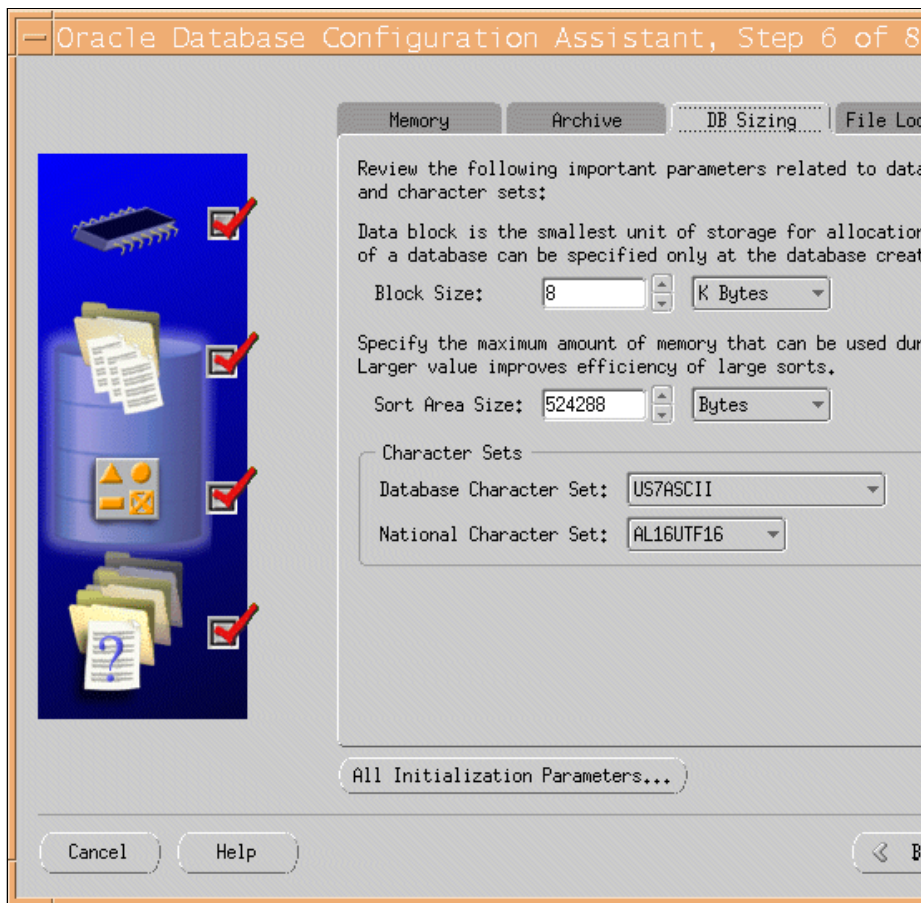 Oracle Database Configuration Assistant, Step 6 of 8
Memory Archive DB Sizing File Loc
Review the following important parameters related to data
and character sets:
Data block is the smallest unit of storage for allocation
of a database can be specified only at the database creat
Block Size: 8 K Bytes
Specify the maximum amount of memory that can be used dur
Larger value improves efficiency of large sorts.
Sort Area Size: 524288 Bytes
Character Sets
Database Character Set: US7ASCII
National Character Set: AL16UTF16
?
All Initialization Parameters...
Cancel Help B